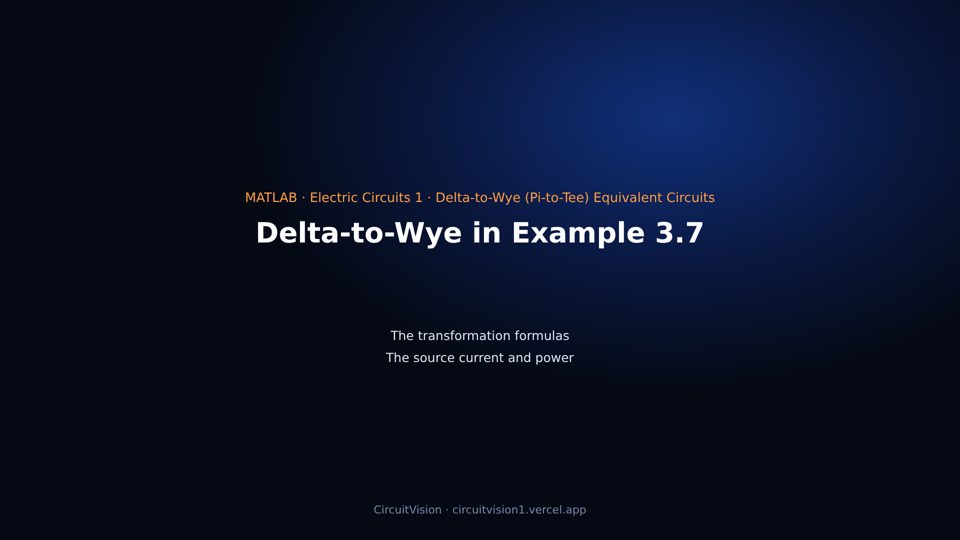 MATLAB · Electric Circuits 1 · Delta-to-Wye (Pi-to-Tee) Equivalent Circuits
Delta-to-Wye in Example 3.7
The transformation formulas
The source current and power
CircuitVision · circuitvision1.vercel.app